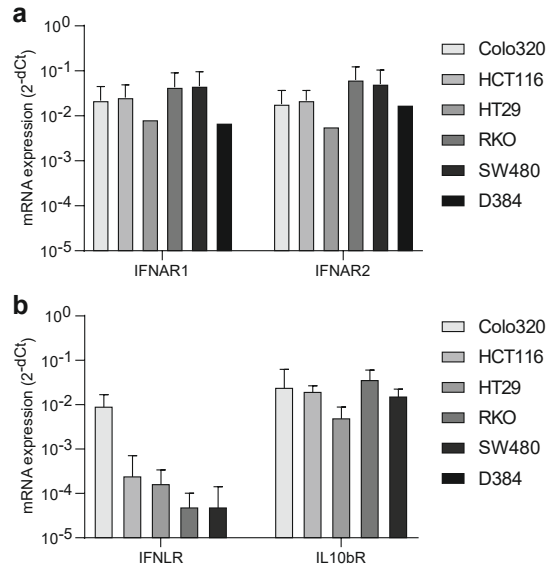 a
mRNA expression (2^-dCt)
10^0
10^-1
10^-2
10^-3
10^-4
10^-5
IFNAR1 IFNAR2
Colo320
HCT116
HT29
RKO
SW480
D384
b
mRNA expression (2^-dCt)
10^0
10^-1
10^-2
10^-3
10^-4
10^-5
IFNLR IL10bR
Colo320
HCT116
HT29
RKO
SW480
D384